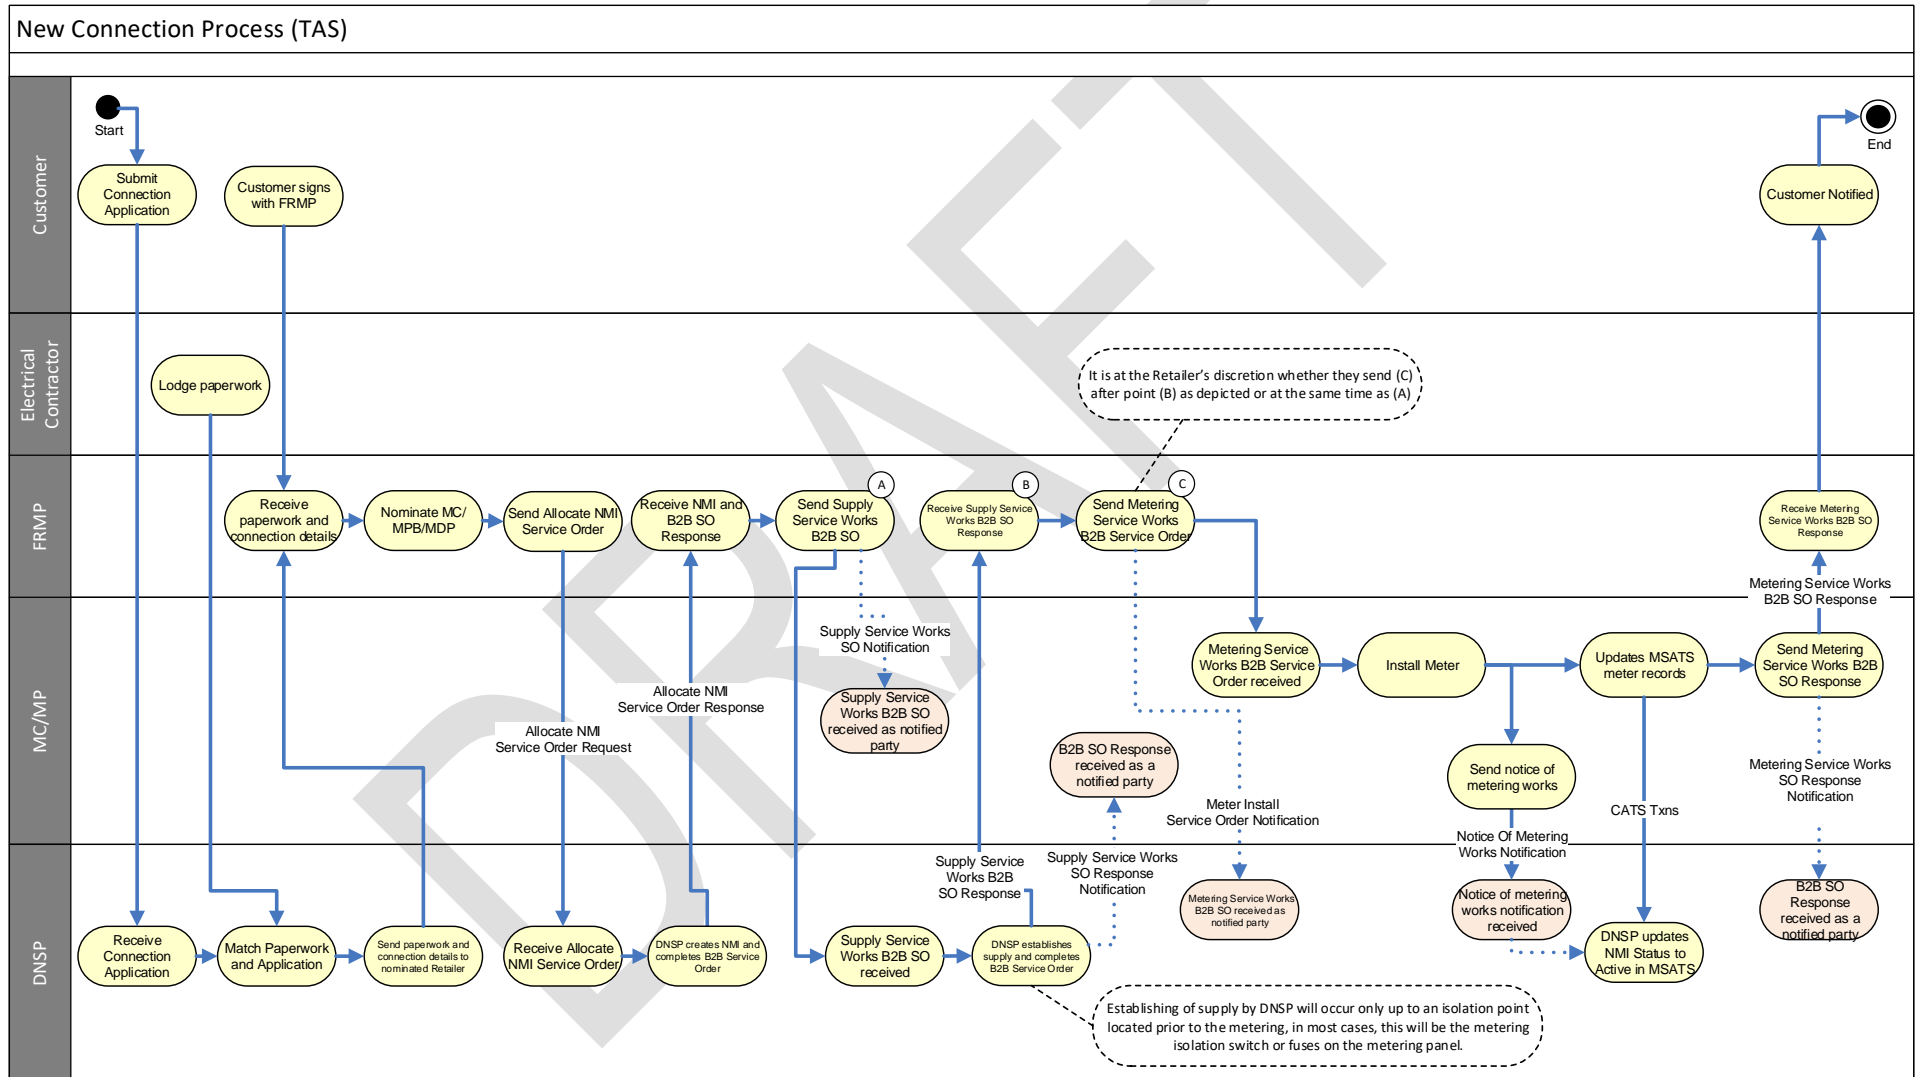 New Connection Process (TAS)
Customer
Start
Submit
Connection
Application
Customer signs
with FRMP
Customer Notified
End
Electrical
Contractor
Lodge paperwork
It is at the Retailer's discretion whether they send (C)
after point (B) as depicted or at the same time as (A)
FRMP
Receive
paperwork and
connection details
Nominate MC/
MPB/MDP
Send Allocate NMI
Service Order
Receive NMI and
B2B SO
Response
A
Send Supply
Service Works
B2B SO
B
Receive Supply Service
Works B2B SO
Response
C
Send Metering
Service Works
B2B Service Order
Receive Metering
Service Works B2B SO
Response
Metering Service Works
B2B SO Response
MC/MP
Supply Service Works
SO Notification
Supply Service
Works B2B SO
received as notified
party
Allocate NMI
Service Order Response
Allocate NMI
Service Order Request
B2B SO Response
received as a
notified party
Metering Service
Works B2B Service
Order received
Install Meter
Updates MSATS
meter records
Send Metering
Service Works B2B
SO Response
Send notice of
metering works
Meter Install
Service Order Notification
CATS Txns
Metering Service Works
SO Response
Notification
Notice Of Metering
Works Notification
DNSP
Supply Service
Works B2B
SO Response
Supply Service Works
SO Response
Notification
Metering Service Works
B2B SO received as
notified party
Notice of metering
works notification
received
B2B SO
Response
received as a
notified party
Receive
Connection
Application
Match Paperwork
and Application
Send paperwork and
connection details to
nominated Retailer
Receive Allocate
NMI Service Order
DNSP creates NMI and
completes B2B Service
Order
Supply Service
Works B2B SO
received
DNSP establishes
supply and completes
B2B Service Order
DNSP updates
NMI Status to
Active in MSATS
Establishing of supply by DNSP will occur only up to an isolation point
located prior to the metering, in most cases, this will be the metering
isolation switch or fuses on the metering panel.
DRAFT